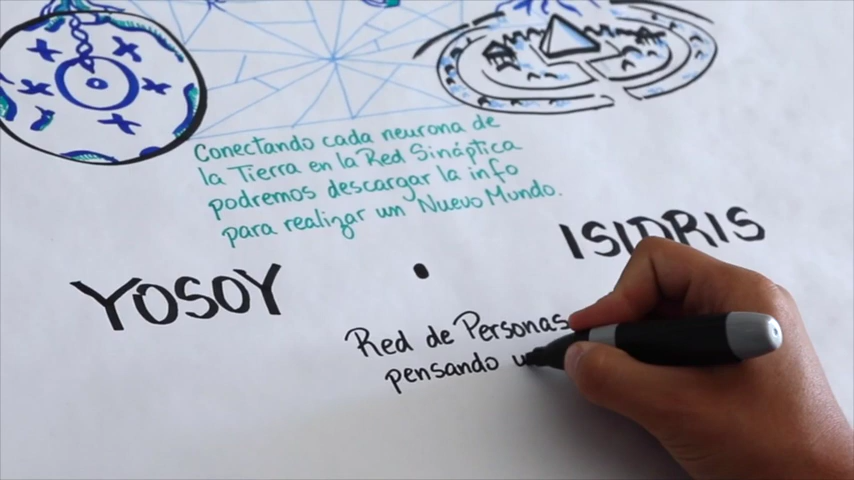 Conectando cada neurona de
la Tierra en la Red Sináptica
podremos descargar la info
para realizar un Nuevo Mundo.
YOSOY • ISIDRIS
Red de Personas
pensando u